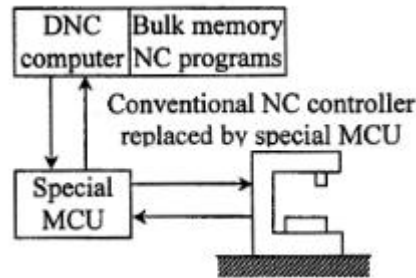 DNC
computer
Bulk memory
NC programs
Conventional NC controller
replaced by special MCU
Special
MCU